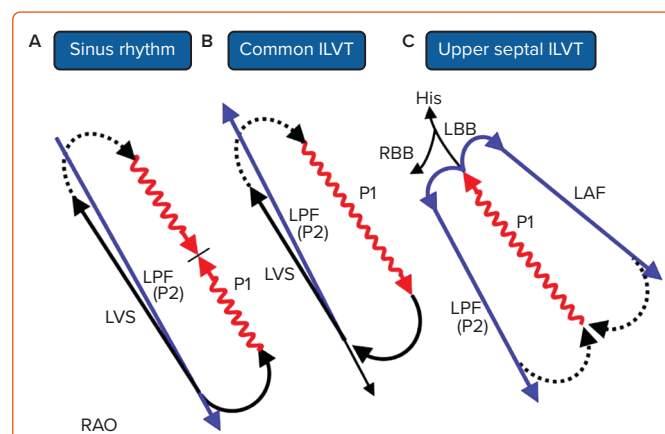 A Sinus rhythm
B Common ILVT
C Upper septal ILVT
LPF
(P2)
LVS
P1
RAO
LPF
(P2)
LVS
P1
His
LBB
RBB
LAF
P1
LPF
(P2)